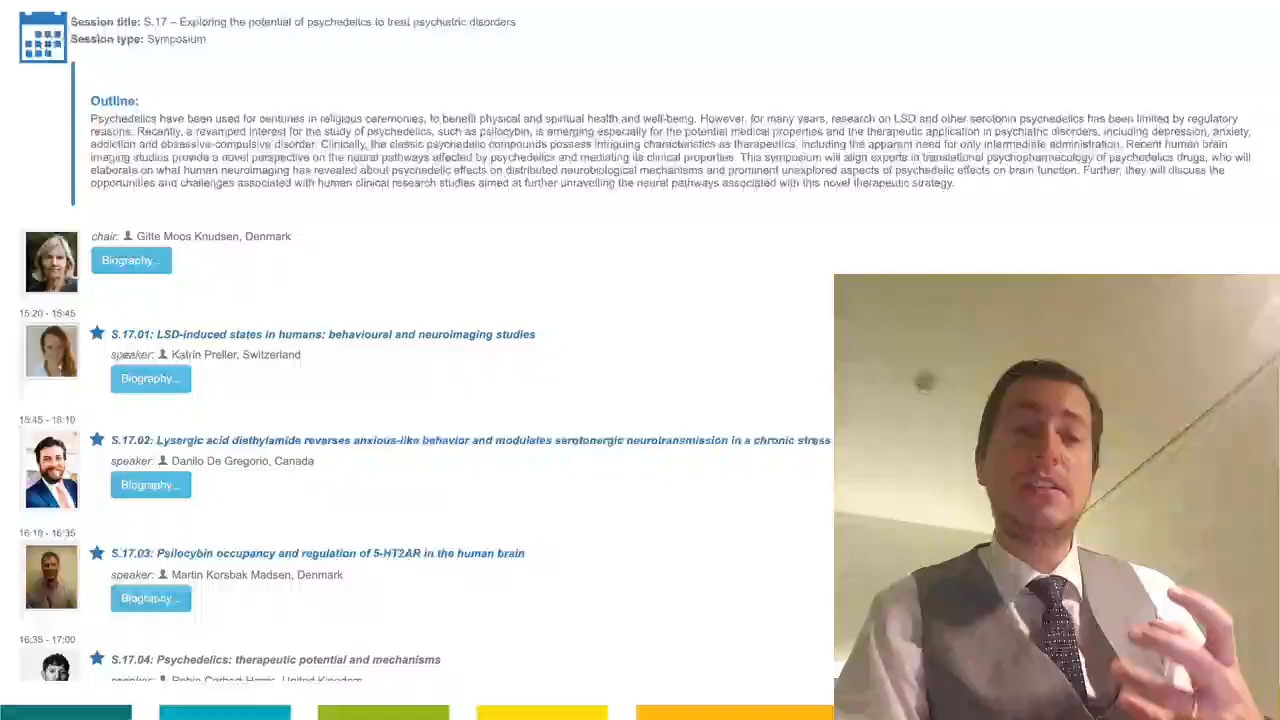 Session title: S.17 – Exploring the potential of psychedelics to treat psychiatric disorders
Session type: Symposium
Outline:
Psychedelics have been used for centuries in religious ceremonies, to benefit physical and spiritual health and well-being. However, for many years, research on LSD and other serotonin psychedelics has been limited by regulatory
reasons. Recently, a revamped interest for the study of psychedelics, such as psilocybin, is emerging especially for the potential medical properties and the therapeutic application in psychiatric disorders, including depression, anxiety,
addiction and obsessive-compulsive disorder. Clinically, the classic psychedelic compounds possess intriguing characteristics as therapeutics, including the apparent need for only intermediate administration. Recent human brain
imaging studies provide a novel perspective on the neural pathways affected by psychedelics and mediating its clinical properties. This symposium will align experts in translational psychopharmacology of psychedelics drugs, who will
elaborate on what human neuroimaging has revealed about psychedelic effects on distributed neurobiological mechanisms and prominent unexplored aspects of psychedelic effects on brain function. Further, they will discuss the
opportunities and challenges associated with human clinical research studies aimed at further unravelling the neural pathways associated with this novel therapeutic strategy.
chair: Gitte Moos Knudsen, Denmark
Biography...
15:20 - 15:45
S.17.01: LSD-induced states in humans: behavioural and neuroimaging studies
speaker: Katrin Preller, Switzerland
Biography...
15:45 - 16:10
S.17.02: Lysergic acid diethylamide reverses anxious-like behavior and modulates serotonergic neurotransmission in a chronic stress
speaker: Danilo De Gregorio, Canada
Biography...
16:10 - 16:35
S.17.03: Psilocybin occupancy and regulation of 5-HT2AR in the human brain
speaker: Martin Korsbak Madsen, Denmark
Biography...
16:35 - 17:00
S.17.04: Psychedelics: therapeutic potential and mechanisms
speaker: Robin Carhart-Harris, United Kingdom